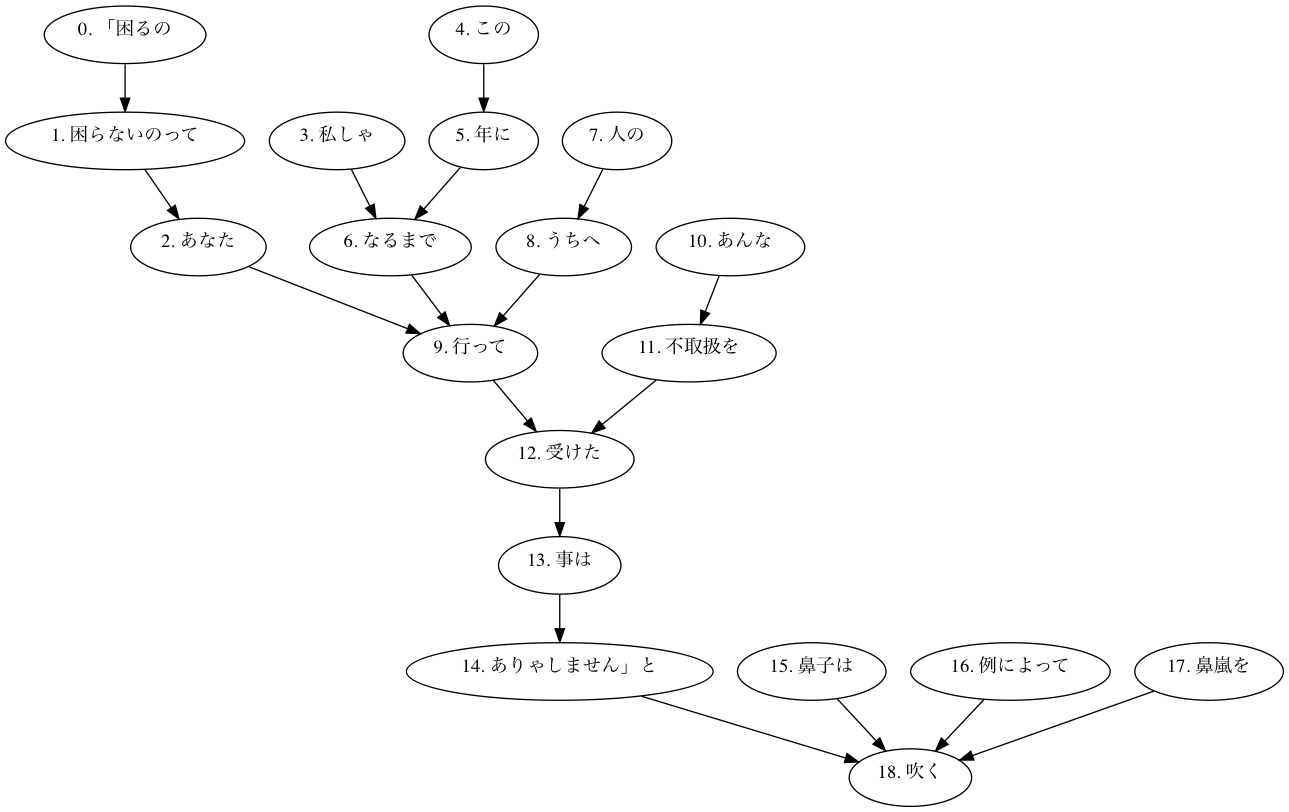 0. 「困るの
4. この
1. 困らないのって
3. 私しゃ
5. 年に
7. 人の
2. あなた
6. なるまで
8. うちへ
10. あんな
9. 行って
11. 不取扱を
12. 受けた
13. 事は
14. ありゃしません」と
15. 鼻子は
16. 例によって
17. 鼻嵐を
18. 吹く